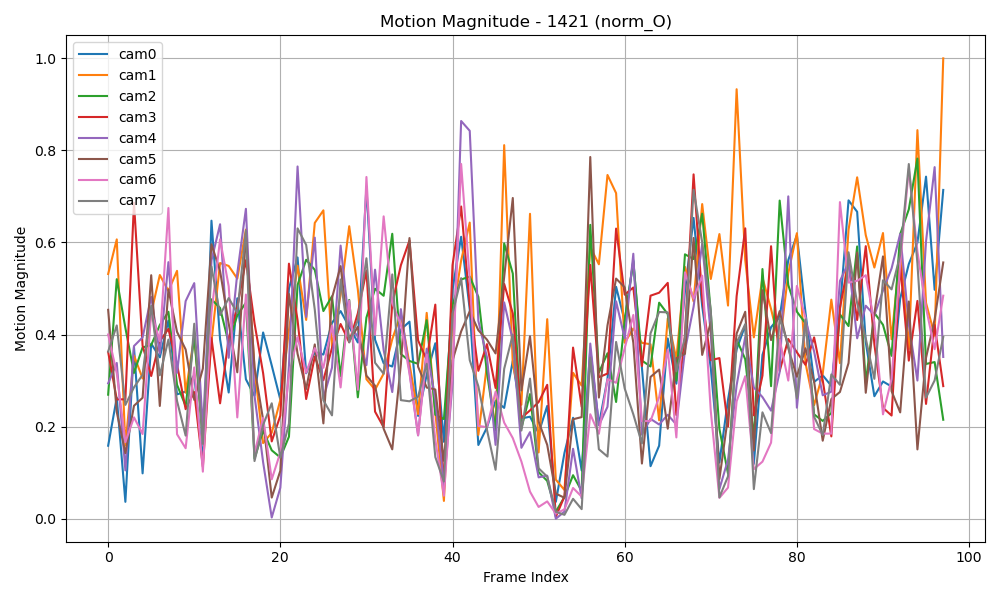 Motion Magnitude - 1421 (norm_O)
1.0
0.8
0.6
0.4
0.2
0.0
Motion Magnitude
cam0
cam1
cam2
cam3
cam4
cam5
cam6
cam7
0 20 40 60 80 100
Frame Index